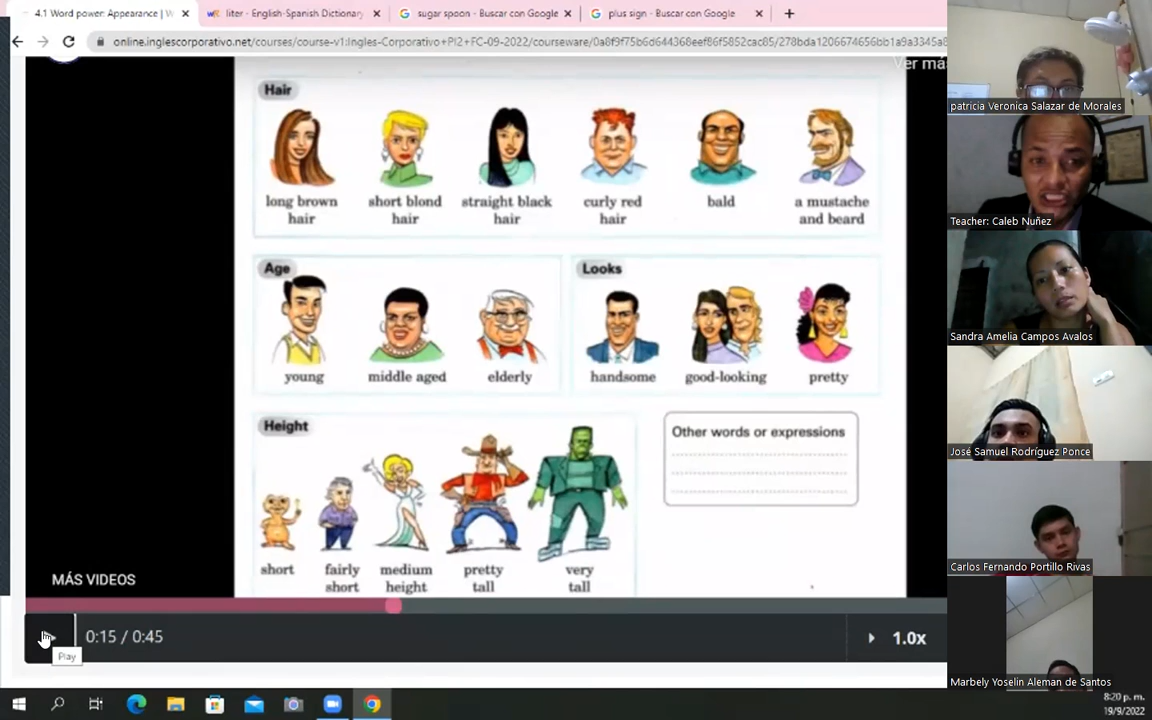 4.1 Word power: Appearance | W
liter - English-Spanish Dictionary
sugar spoon - Buscar con Google
plus sign - Buscar con Google
online.inglescorporativo.net/courses/course-v1:Ingles-Corporativo+PI2+FC-09-2022/courseware/0a8f9f75b6d644368eef86f5852cac85/278bda1206674656bb1a9a3345a8
Ver más
Hair
long brown hair
short blond hair
straight black hair
curly red hair
bald
a mustache and beard
Age
young
middle aged
elderly
Looks
handsome
good-looking
pretty
Height
short
fairly short
medium height
pretty tall
very tall
Other words or expressions
MÁS VIDEOS
0:15 / 0:45
1.0x
Play
patricia Veronica Salazar de Morales
Teacher: Caleb Nuñez
Sandra Amelia Campos Avalos
José Samuel Rodríguez Ponce
Carlos Fernando Portillo Rivas
Marbely Yoselin Aleman de Santos
8:20 p. m.
19/9/2022